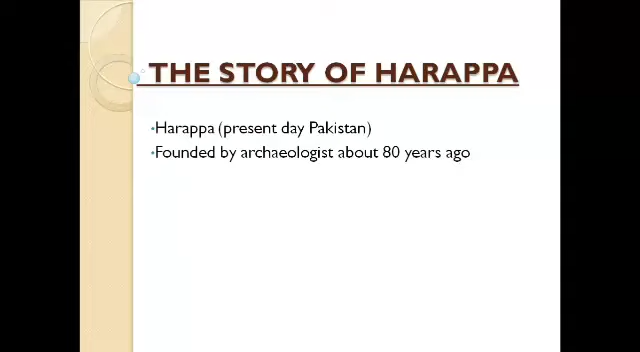 THE STORY OF HARAPPA
•Harappa (present day Pakistan)
•Founded by archaeologist about 80 years ago